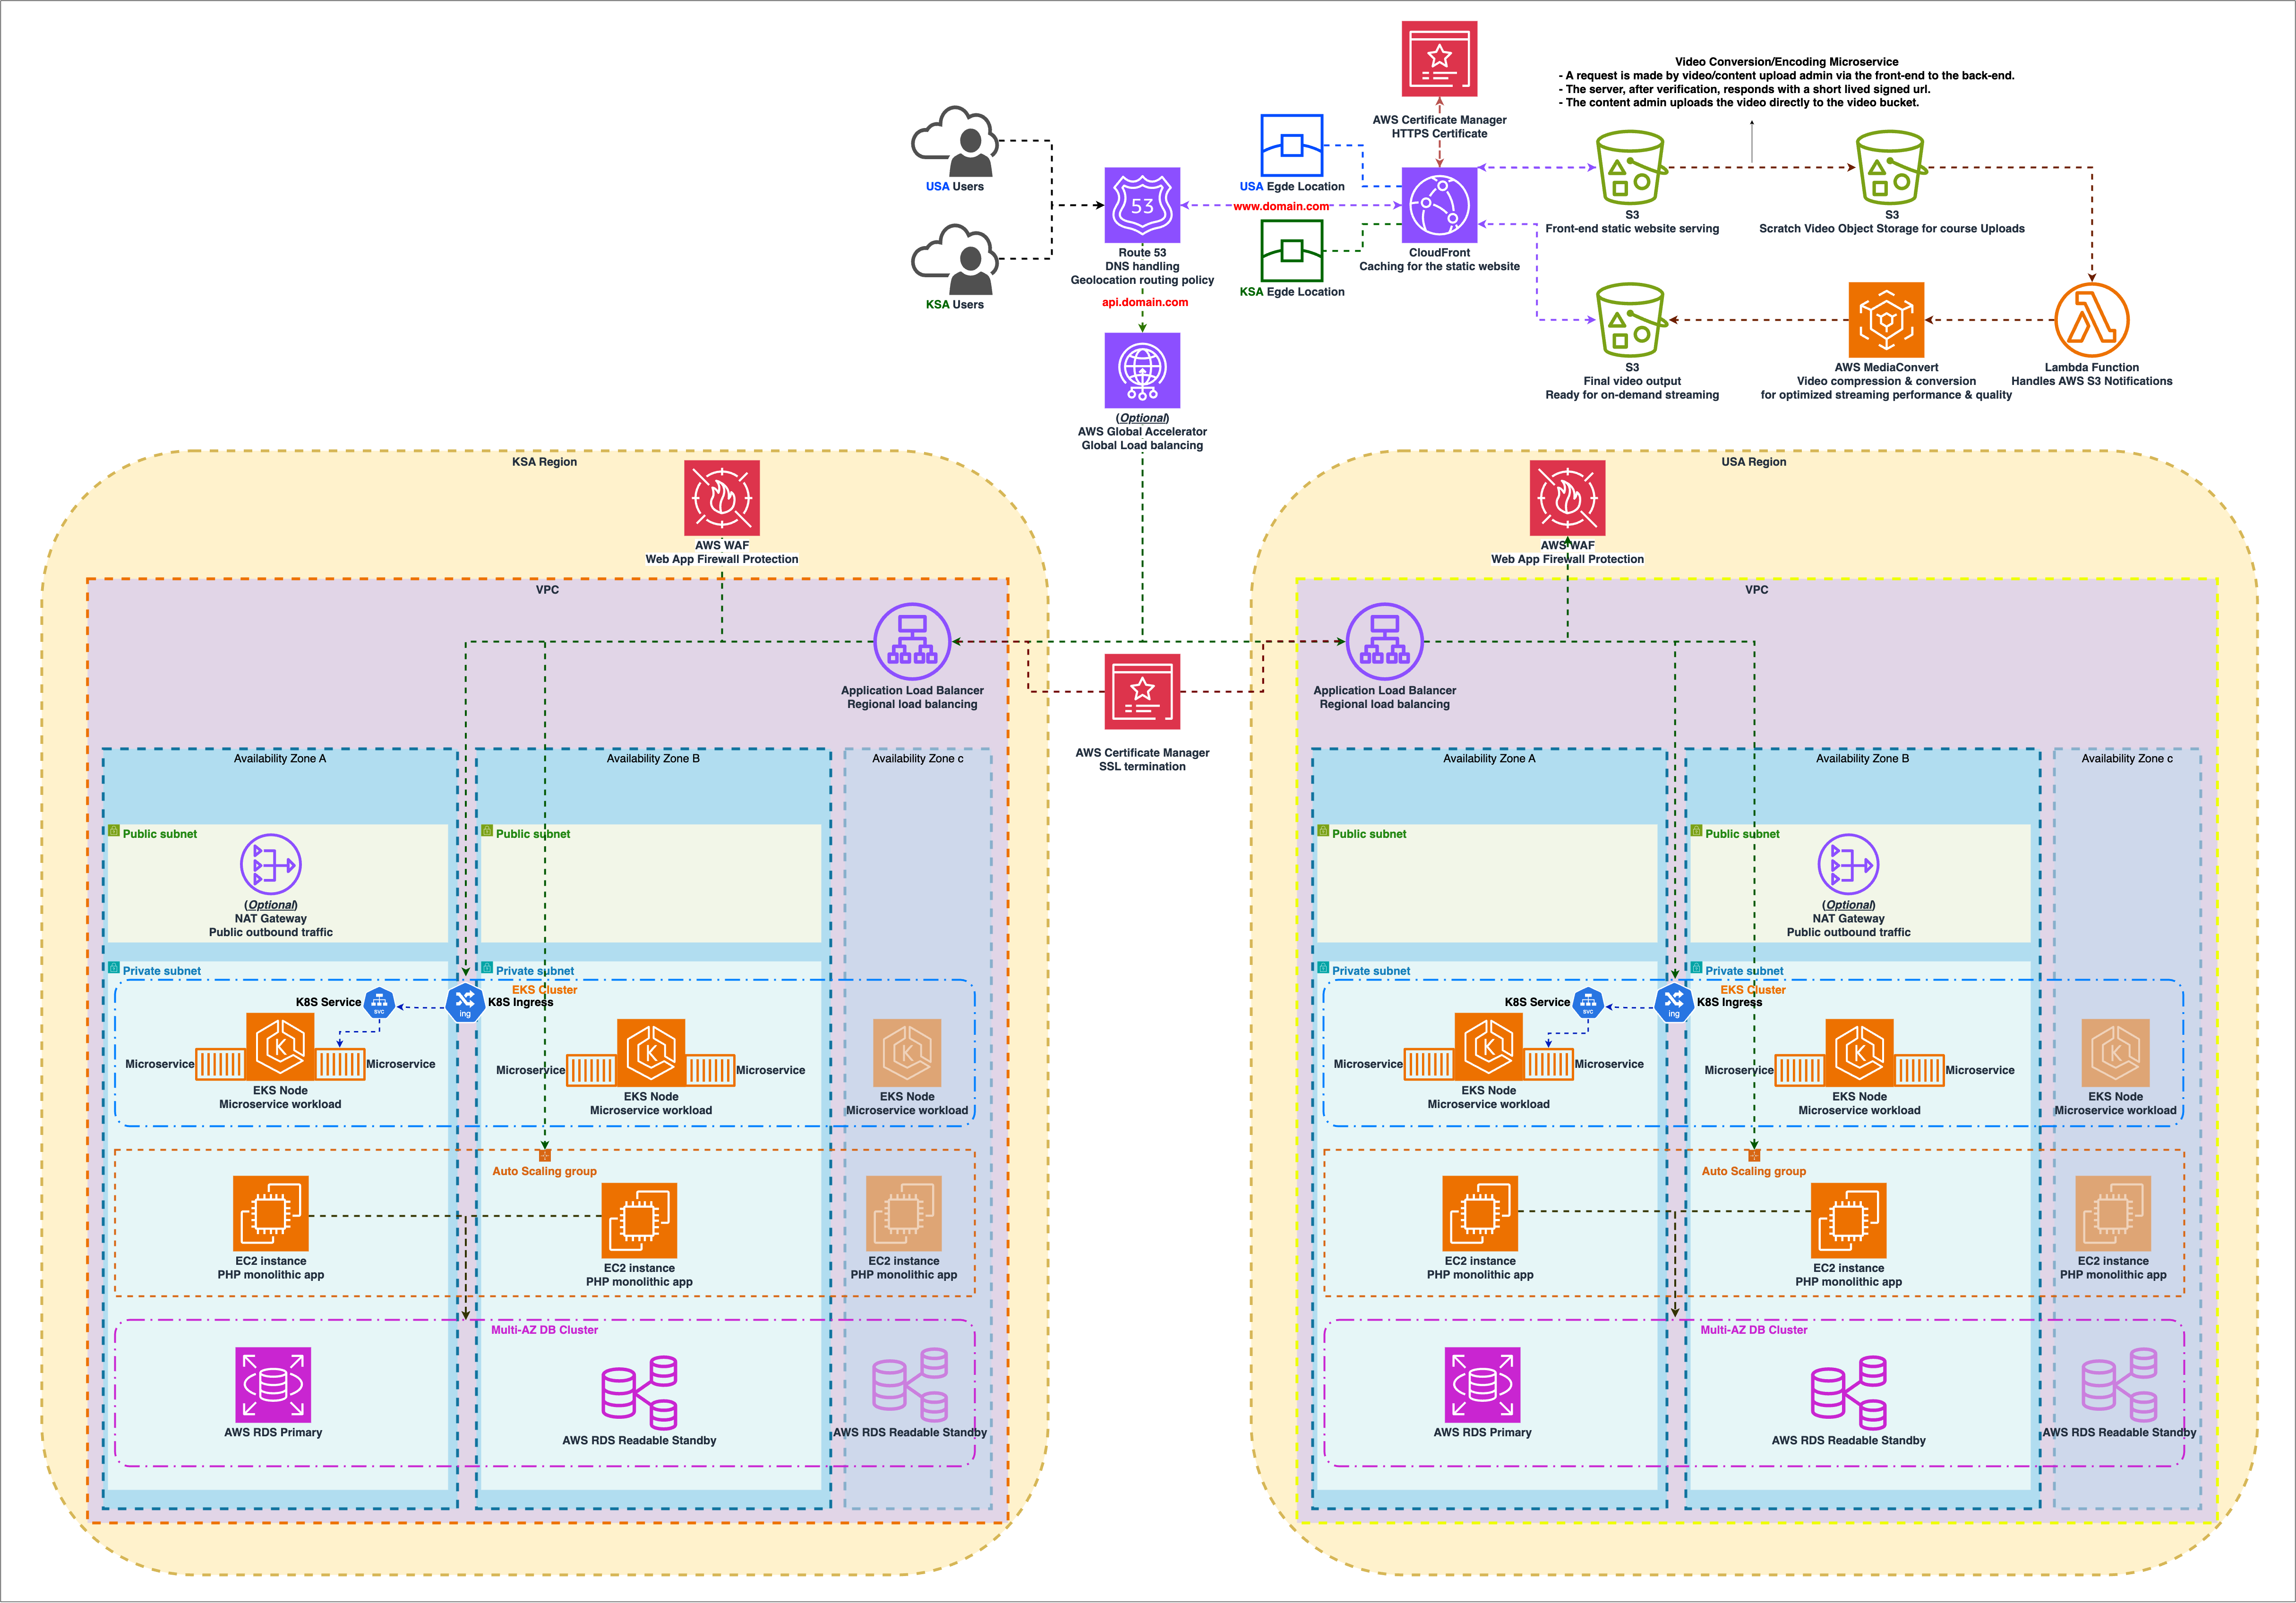 Video Conversion/Encoding Microservice
- A request is made by video/content upload admin via the front-end to the back-end.
- The server, after verification, responds with a short lived signed url.
- The content admin uploads the video directly to the video bucket.
AWS Certificate Manager
HTTPS Certificate
USA Users
KSA Users
53
Route 53
DNS handling
Geolocation routing policy
api.domain.com
USA Egde Location
www.domain.com
KSA Egde Location
CloudFront
Caching for the static website
S3
Front-end static website serving
S3
Scratch Video Object Storage for course Uploads
S3
Final video output
Ready for on-demand streaming
AWS MediaConvert
Video compression & conversion
for optimized streaming performance & quality
Lambda Function
Handles AWS S3 Notifications
(Optional)
AWS Global Accelerator
Global Load balancing
KSA Region
AWS WAF
Web App Firewall Protection
VPC
Application Load Balancer
Regional load balancing
AWS Certificate Manager
SSL termination
Availability Zone A
Availability Zone B
Availability Zone c
Public subnet
(Optional)
NAT Gateway
Public outbound traffic
Public subnet
Private subnet
Private subnet
EKS Cluster
K8S Service
svc
ing
K8S Ingress
K
Microservice
Microservice
EKS Node
Microservice workload
K
Microservice
Microservice
EKS Node
Microservice workload
K
EKS Node
Microservice workload
Auto Scaling group
EC2 instance
PHP monolithic app
EC2 instance
PHP monolithic app
EC2 instance
PHP monolithic app
Multi-AZ DB Cluster
AWS RDS Primary
AWS RDS Readable Standby
AWS RDS Readable Standby
USA Region
AWS WAF
Web App Firewall Protection
VPC
Application Load Balancer
Regional load balancing
Availability Zone A
Availability Zone B
Availability Zone c
Public subnet
Public subnet
(Optional)
NAT Gateway
Public outbound traffic
Private subnet
Private subnet
EKS Cluster
K8S Service
svc
ing
K8S Ingress
K
Microservice
Microservice
EKS Node
Microservice workload
K
Microservice
Microservice
EKS Node
Microservice workload
K
EKS Node
Microservice workload
Auto Scaling group
EC2 instance
PHP monolithic app
EC2 instance
PHP monolithic app
EC2 instance
PHP monolithic app
Multi-AZ DB Cluster
AWS RDS Primary
AWS RDS Readable Standby
AWS RDS Readable Standby